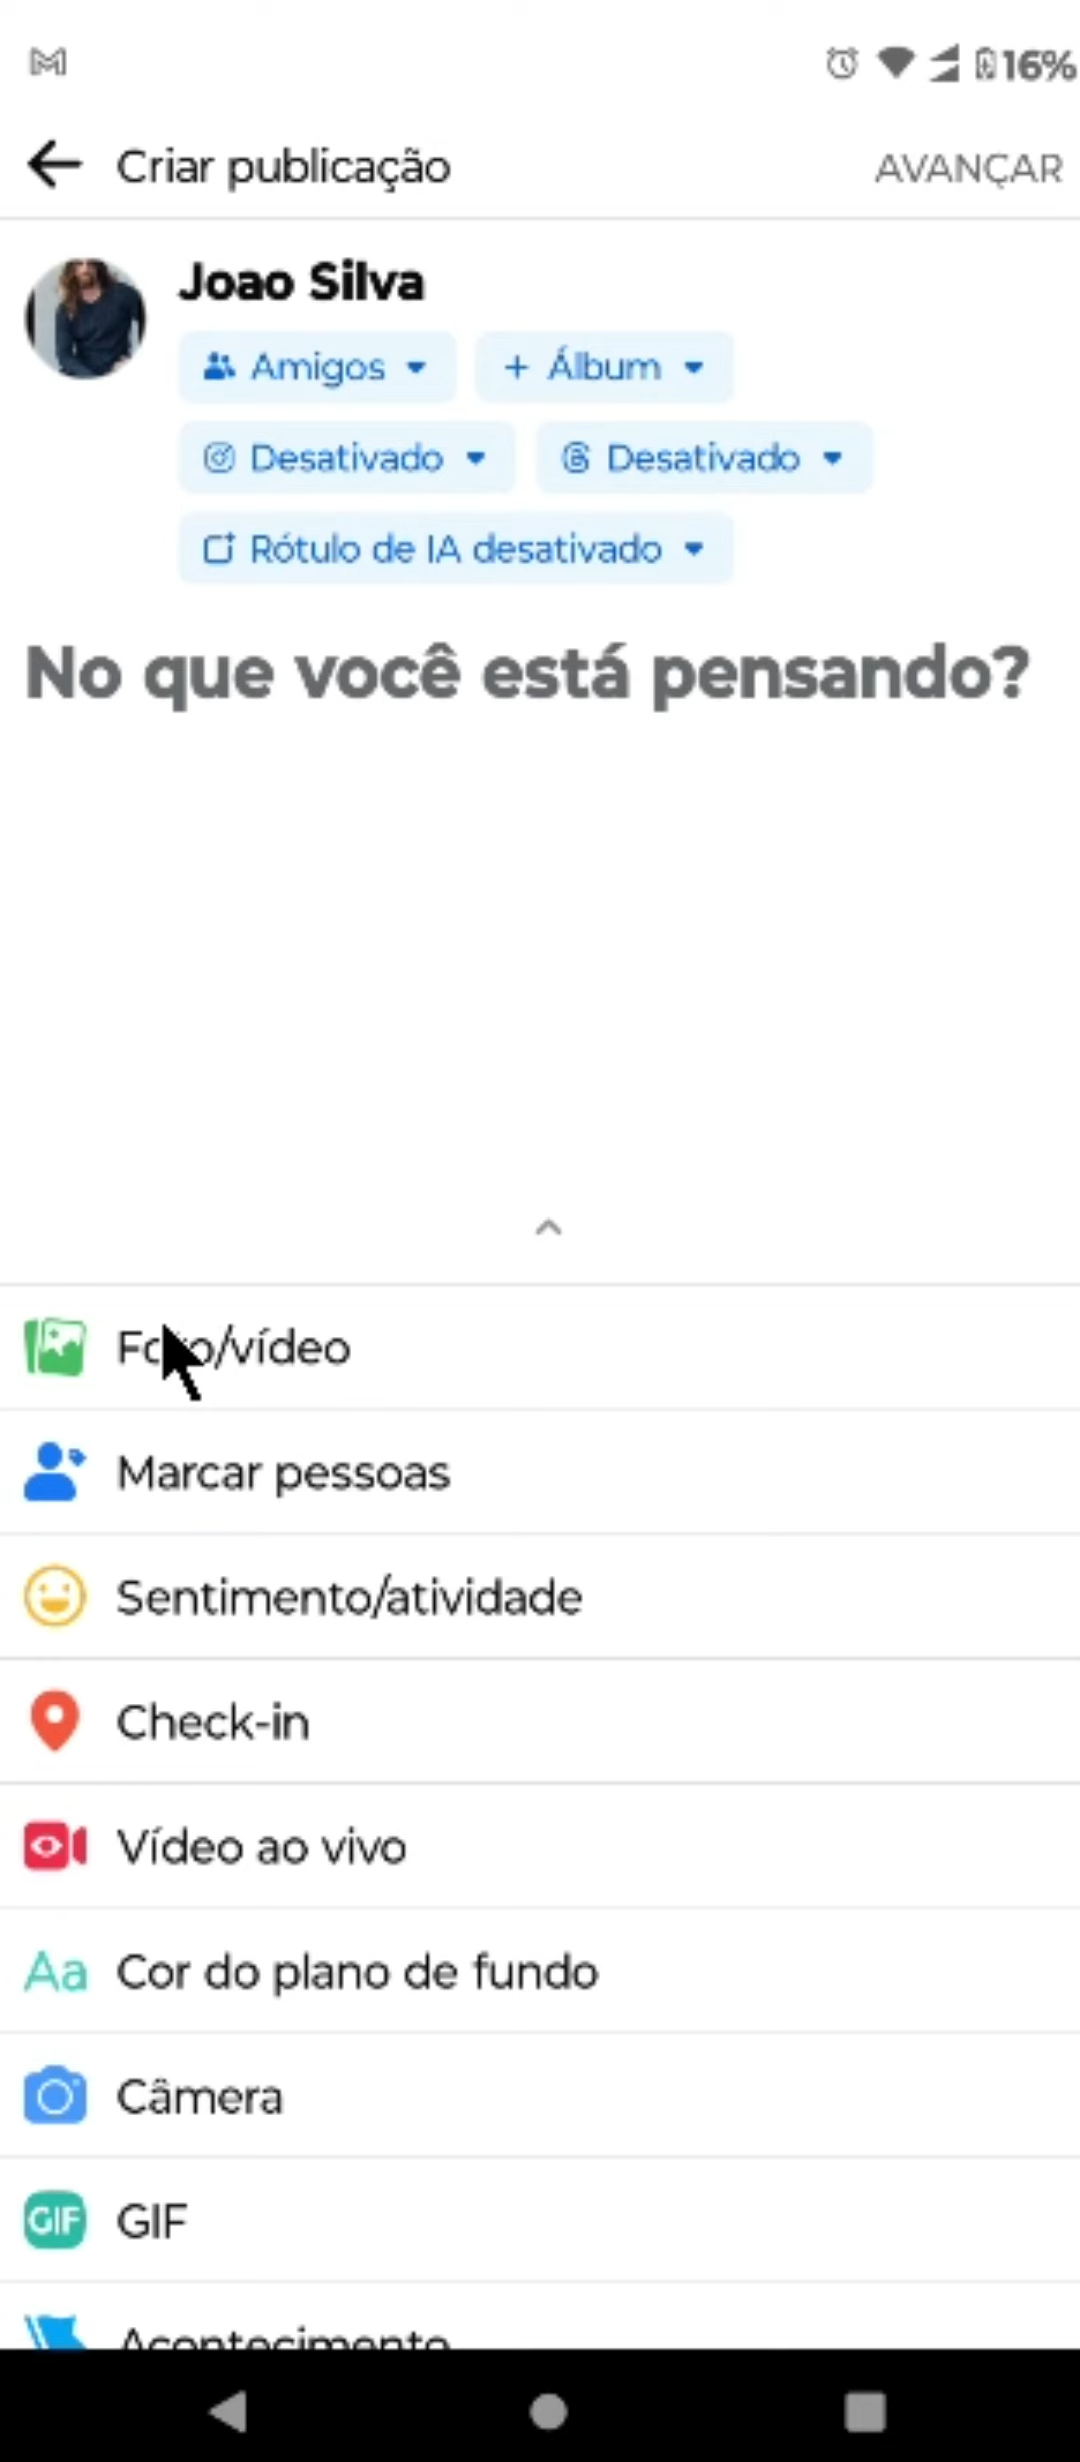 16%
Criar publicação
AVANÇAR
Joao Silva
Amigos
+ Álbum
Desativado
Desativado
Rótulo de IA desativado
No que você está pensando?
Foto/vídeo
Marcar pessoas
Sentimento/atividade
Check-in
Vídeo ao vivo
Aa Cor do plano de fundo
Câmera
GIF GIF
Acontecimento